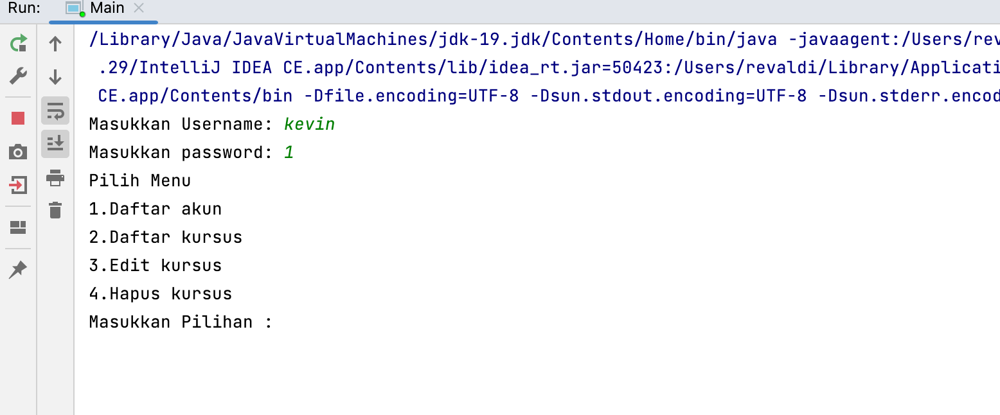 Run: Main
/Library/Java/JavaVirtualMachines/jdk-19.jdk/Contents/Home/bin/java -javaagent:/Users/rev
.29/IntelliJ IDEA CE.app/Contents/lib/idea_rt.jar=50423:/Users/revaldi/Library/Applicati
CE.app/Contents/bin -Dfile.encoding=UTF-8 -Dsun.stdout.encoding=UTF-8 -Dsun.stderr.encod
Masukkan Username: kevin
Masukkan password: 1
Pilih Menu
1.Daftar akun
2.Daftar kursus
3.Edit kursus
4.Hapus kursus
Masukkan Pilihan :